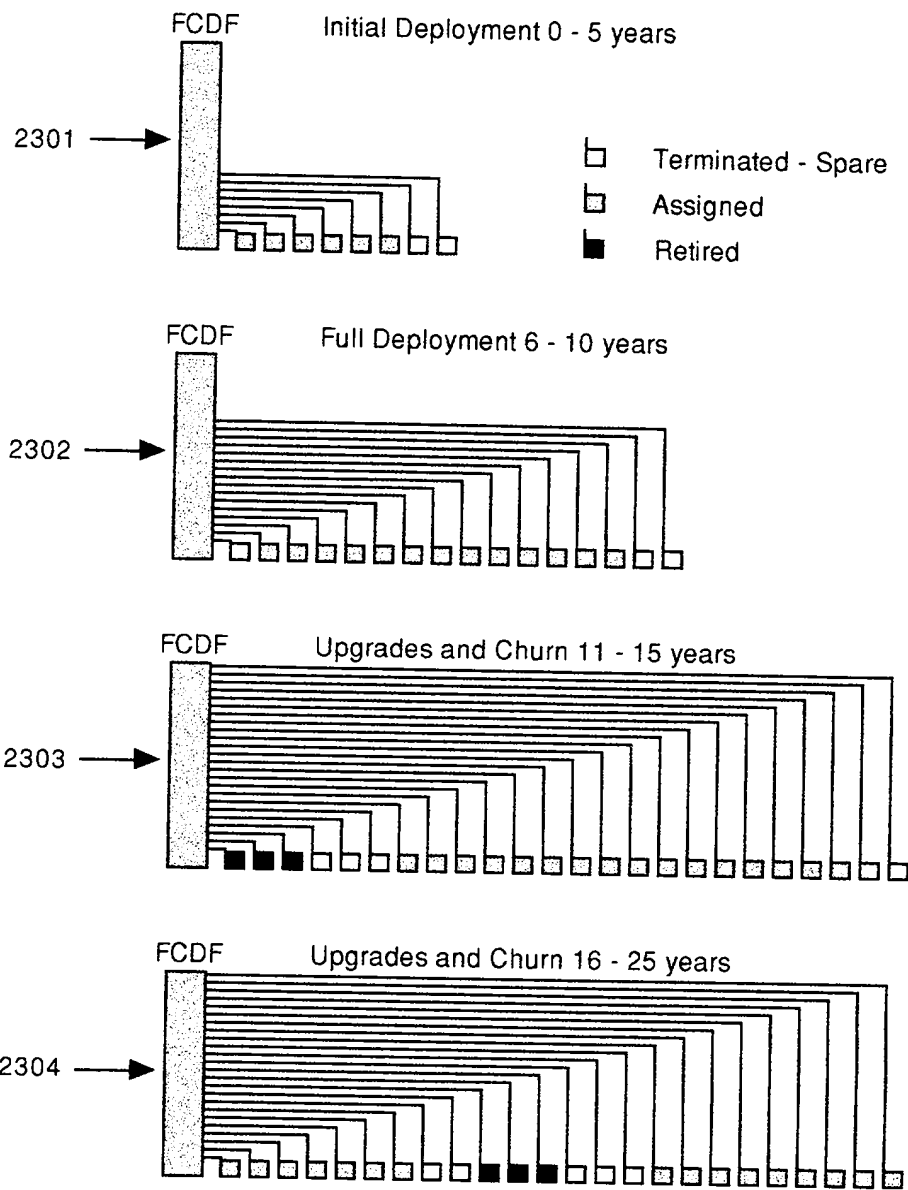 FCDF
Initial Deployment 0 - 5 years
2301
Terminated - Spare
Assigned
Retired
FCDF
Full Deployment 6 - 10 years
2302
FCDF
Upgrades and Churn 11 - 15 years
2303
FCDF
Upgrades and Churn 16 - 25 years
2304